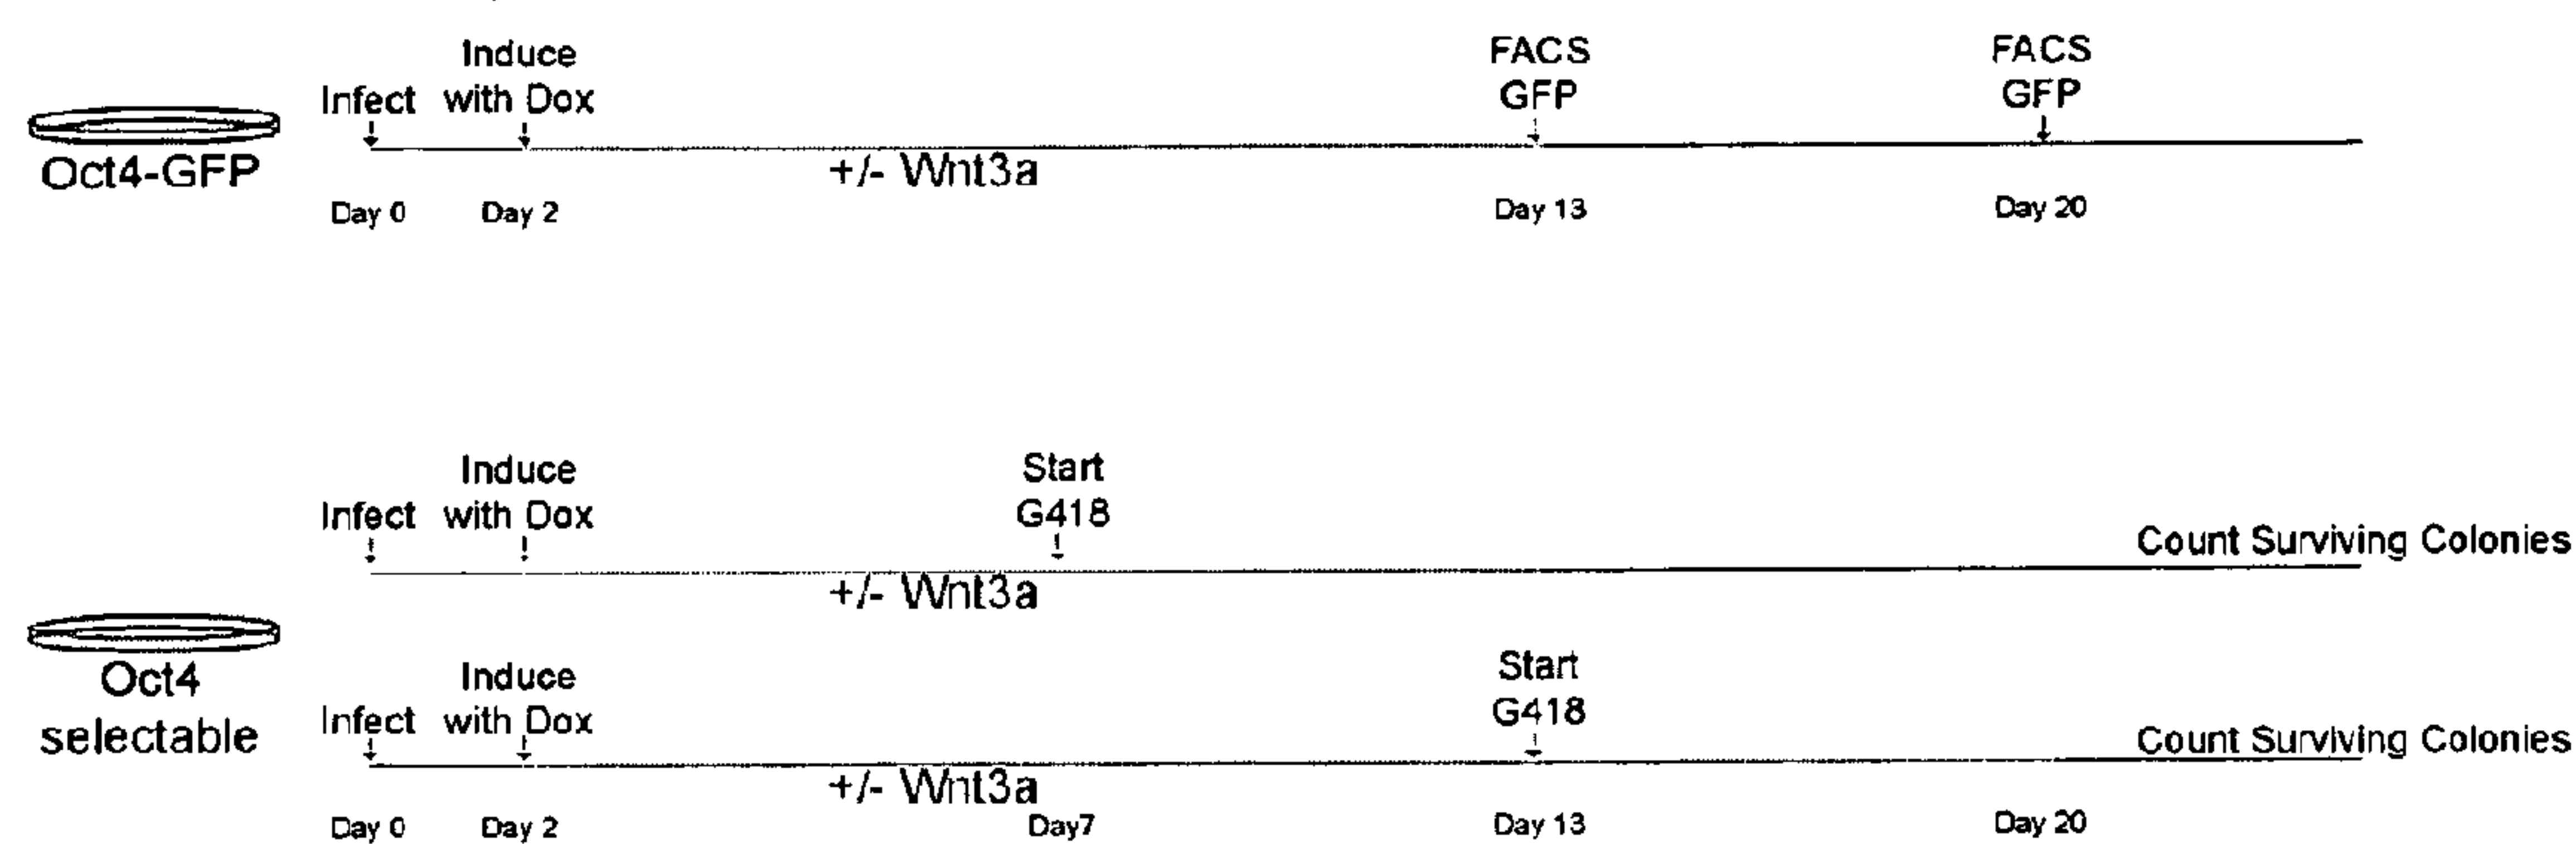 Infect
Induce
with Dox
FACS
GFP
FACS
GFP
Oct4-GFP
+/- Wnt3a
Day 0
Day 2
Day 13
Day 20
Infect
Induce
with Dox
Start
G418
Count Surviving Colonies
+/- Wnt3a
Oct4
selectable
Infect
Induce
with Dox
Start
G418
Count Surviving Colonies
+/- Wnt3a
Day 0
Day 2
Day7
Day 13
Day 20